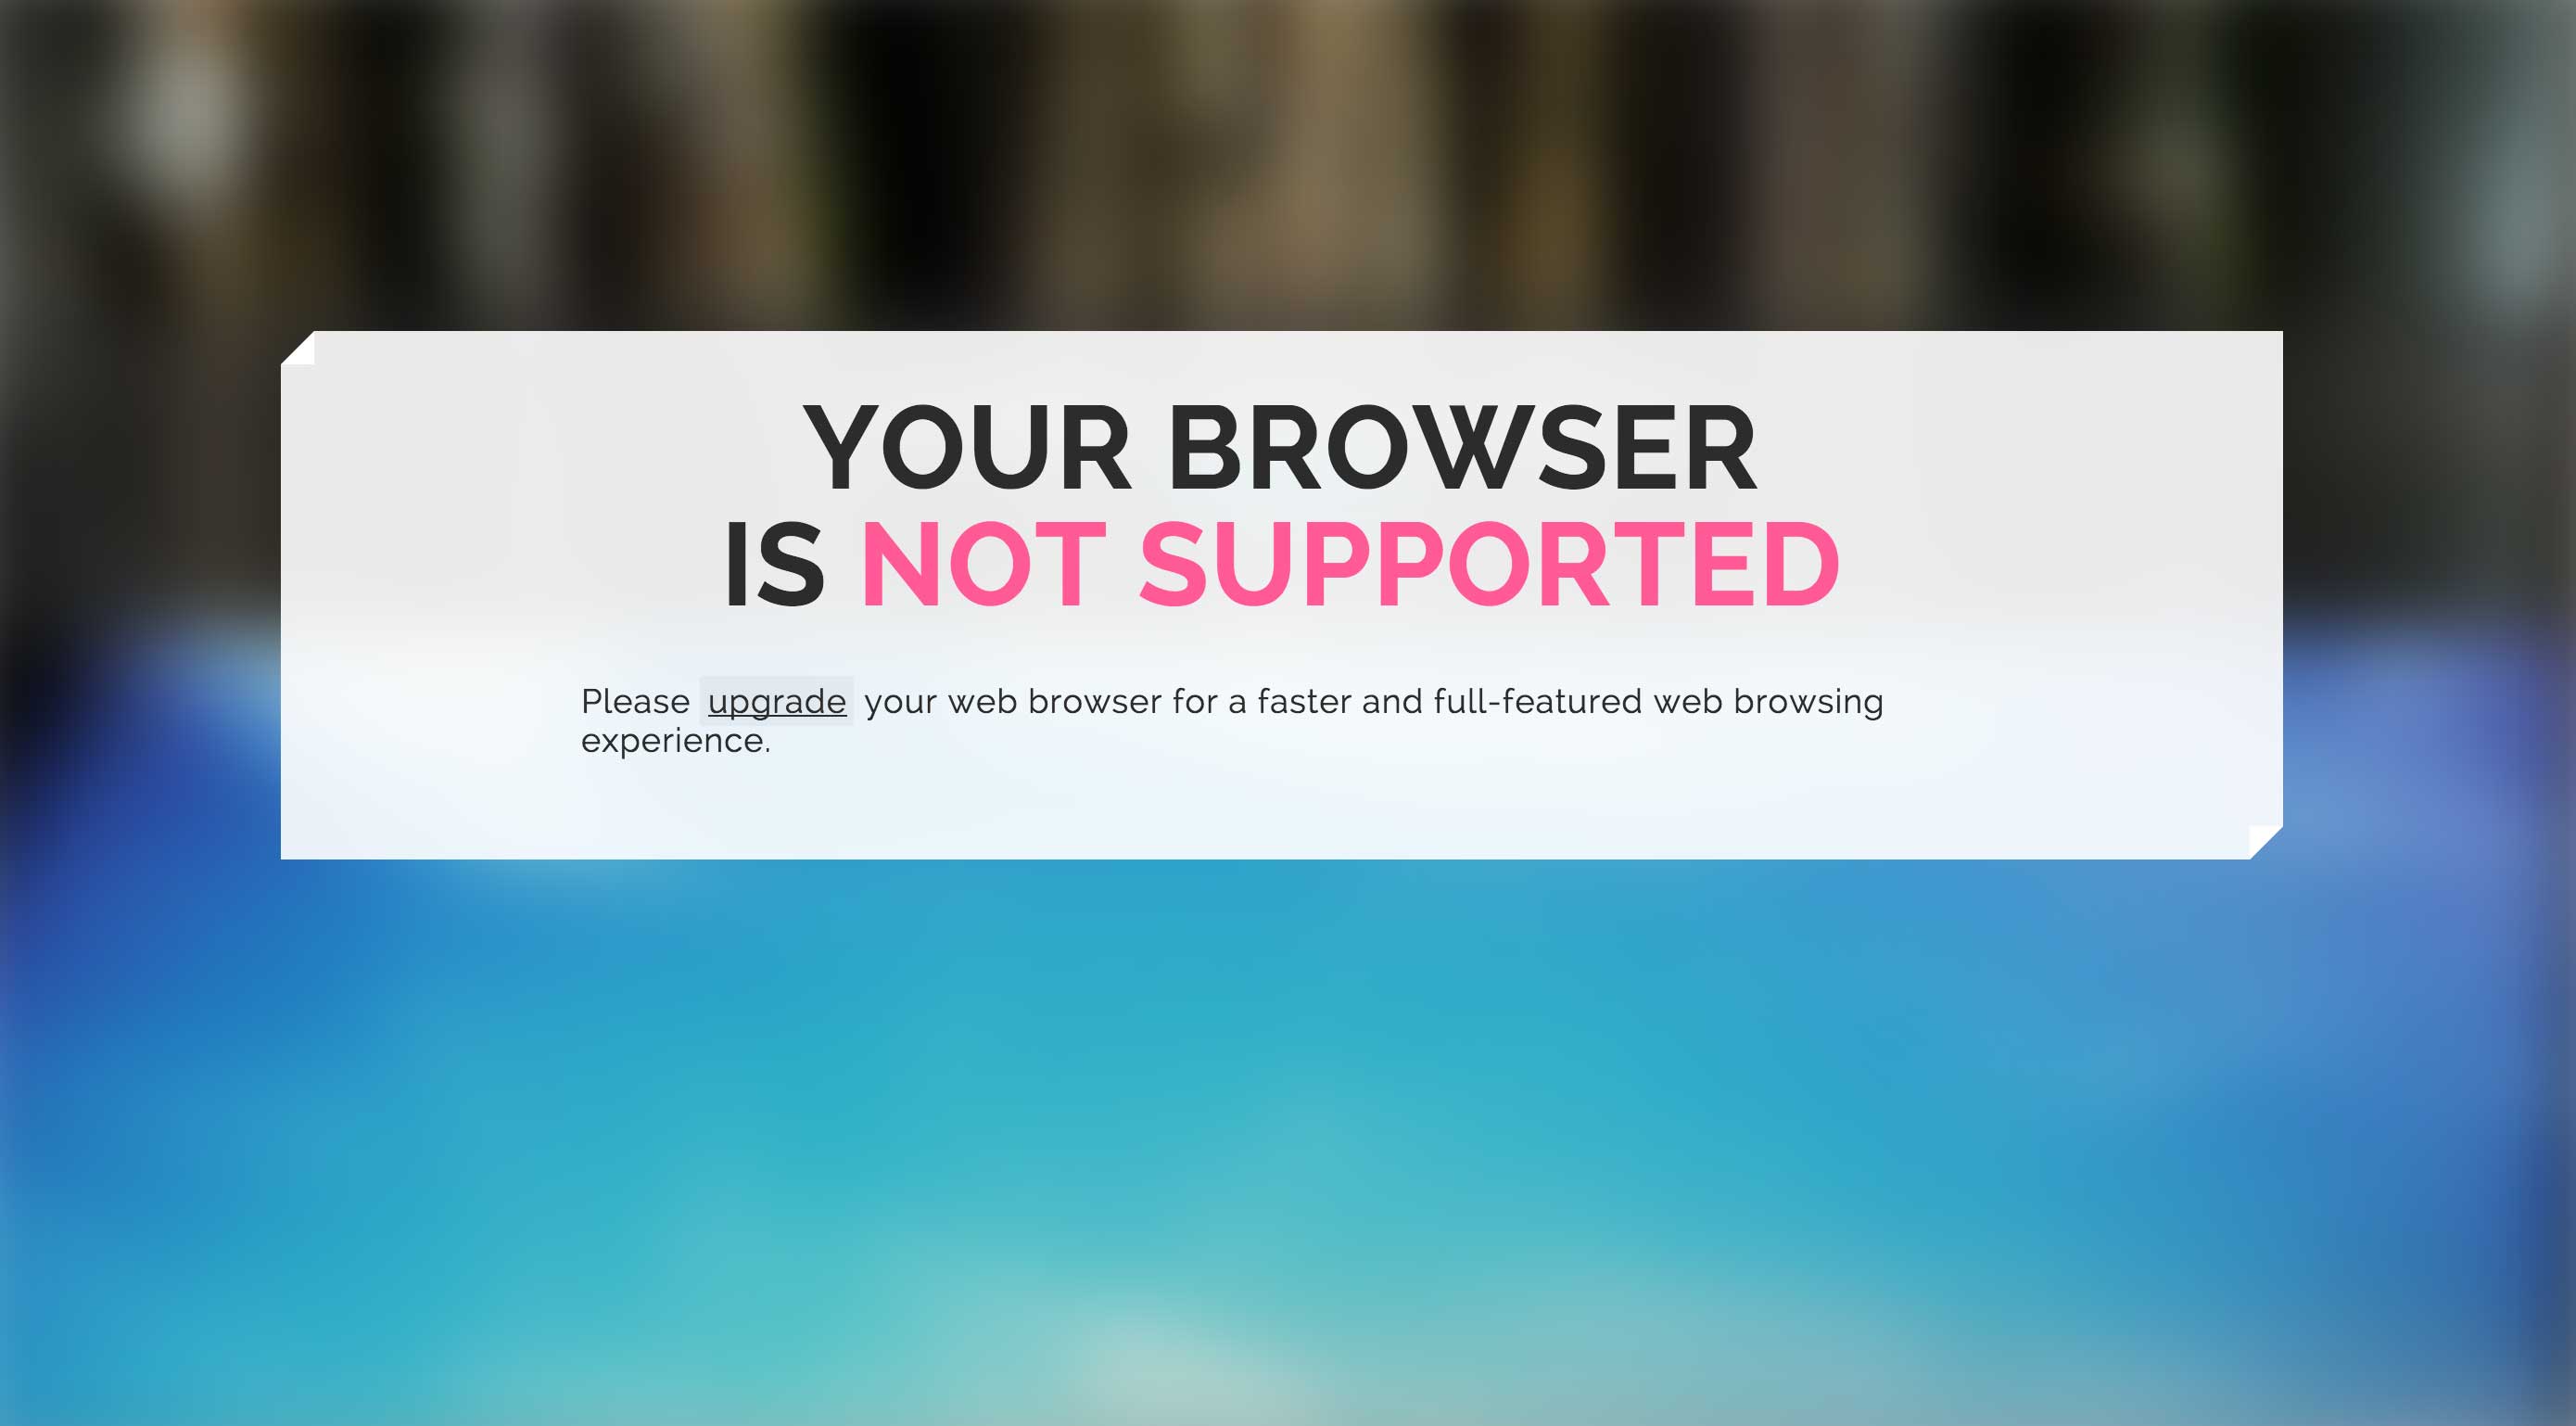 YOUR BROWSER
IS NOT SUPPORTED
Please upgrade your web browser for a faster and full-featured web browsing
experience.